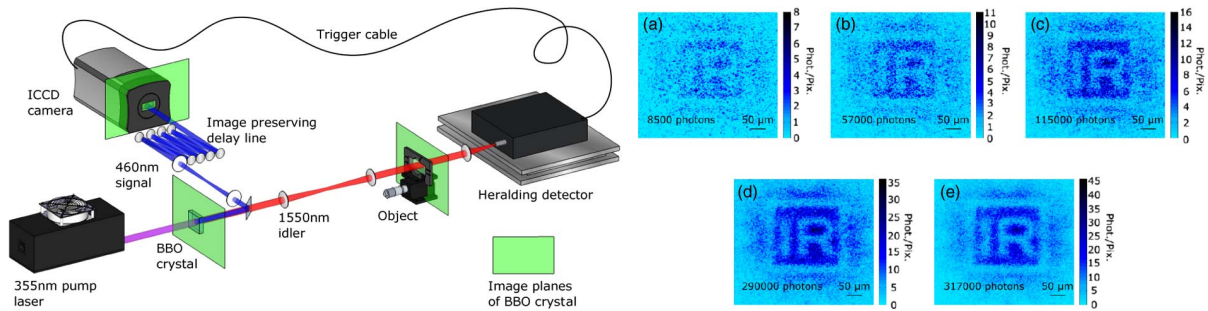 Trigger cable
ICCD
camera
Image preserving
delay line
460nm
signal
1550nm
idler
Object
Heralding detector
BBO
crystal
355nm pump
laser
Image planes
of BBO crystal
(a)
8500 photons
50 μm
8
7
6
5
4
3
2
1
0
Phot./Pix.
(b)
57000 photons
50 μm
11
10
9
8
7
6
5
4
3
2
1
0
Phot./Pix.
(c)
R
115000 photons
50 μm
16
14
12
10
8
6
4
2
0
Phot./Pix.
(d)
R
290000 photons
50 μm
35
30
25
20
15
10
5
0
Phot./Pix.
(e)
R
317000 photons
50 μm
45
40
35
30
25
20
15
10
5
0
Phot./Pix.